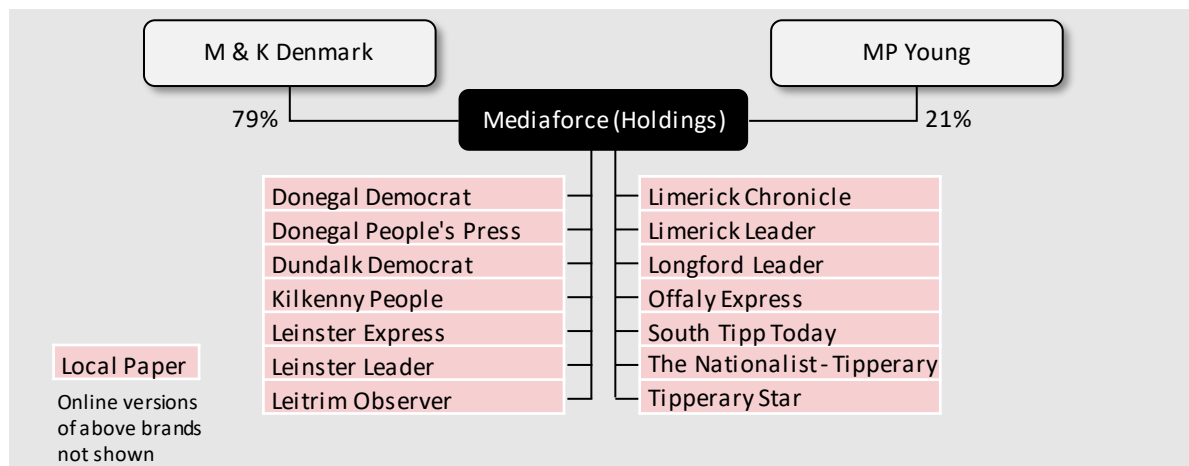 M & K Denmark
MP Young
79%
Mediaforce (Holdings)
21%
Donegal Democrat
Donegal People's Press
Dundalk Democrat
Kilkenny People
Leinster Express
Leinster Leader
Leitrim Observer
Limerick Chronicle
Limerick Leader
Longford Leader
Offaly Express
South Tipp Today
The Nationalist - Tipperary
Tipperary Star
Local Paper
Online versions
of above brands
not shown